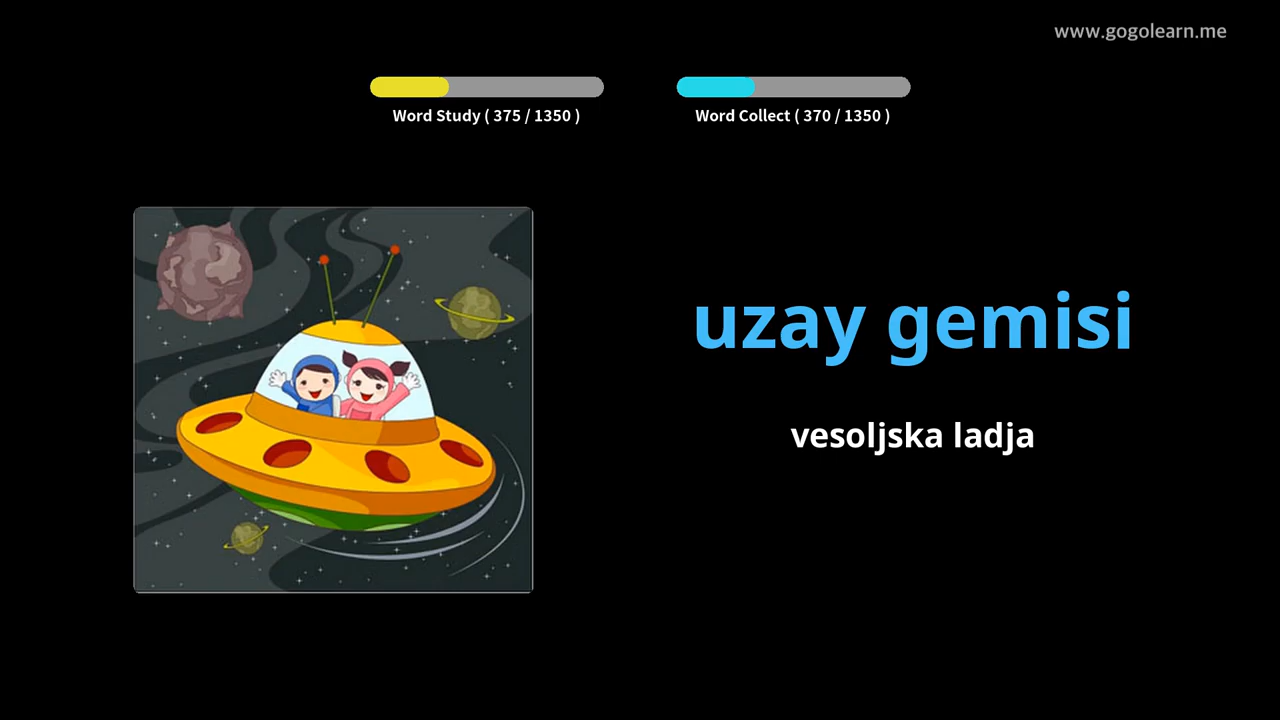 www.gogolearn.me
Word Study ( 375 / 1350 )
Word Collect ( 370 / 1350 )
uzay gemisi
vesoljska ladja